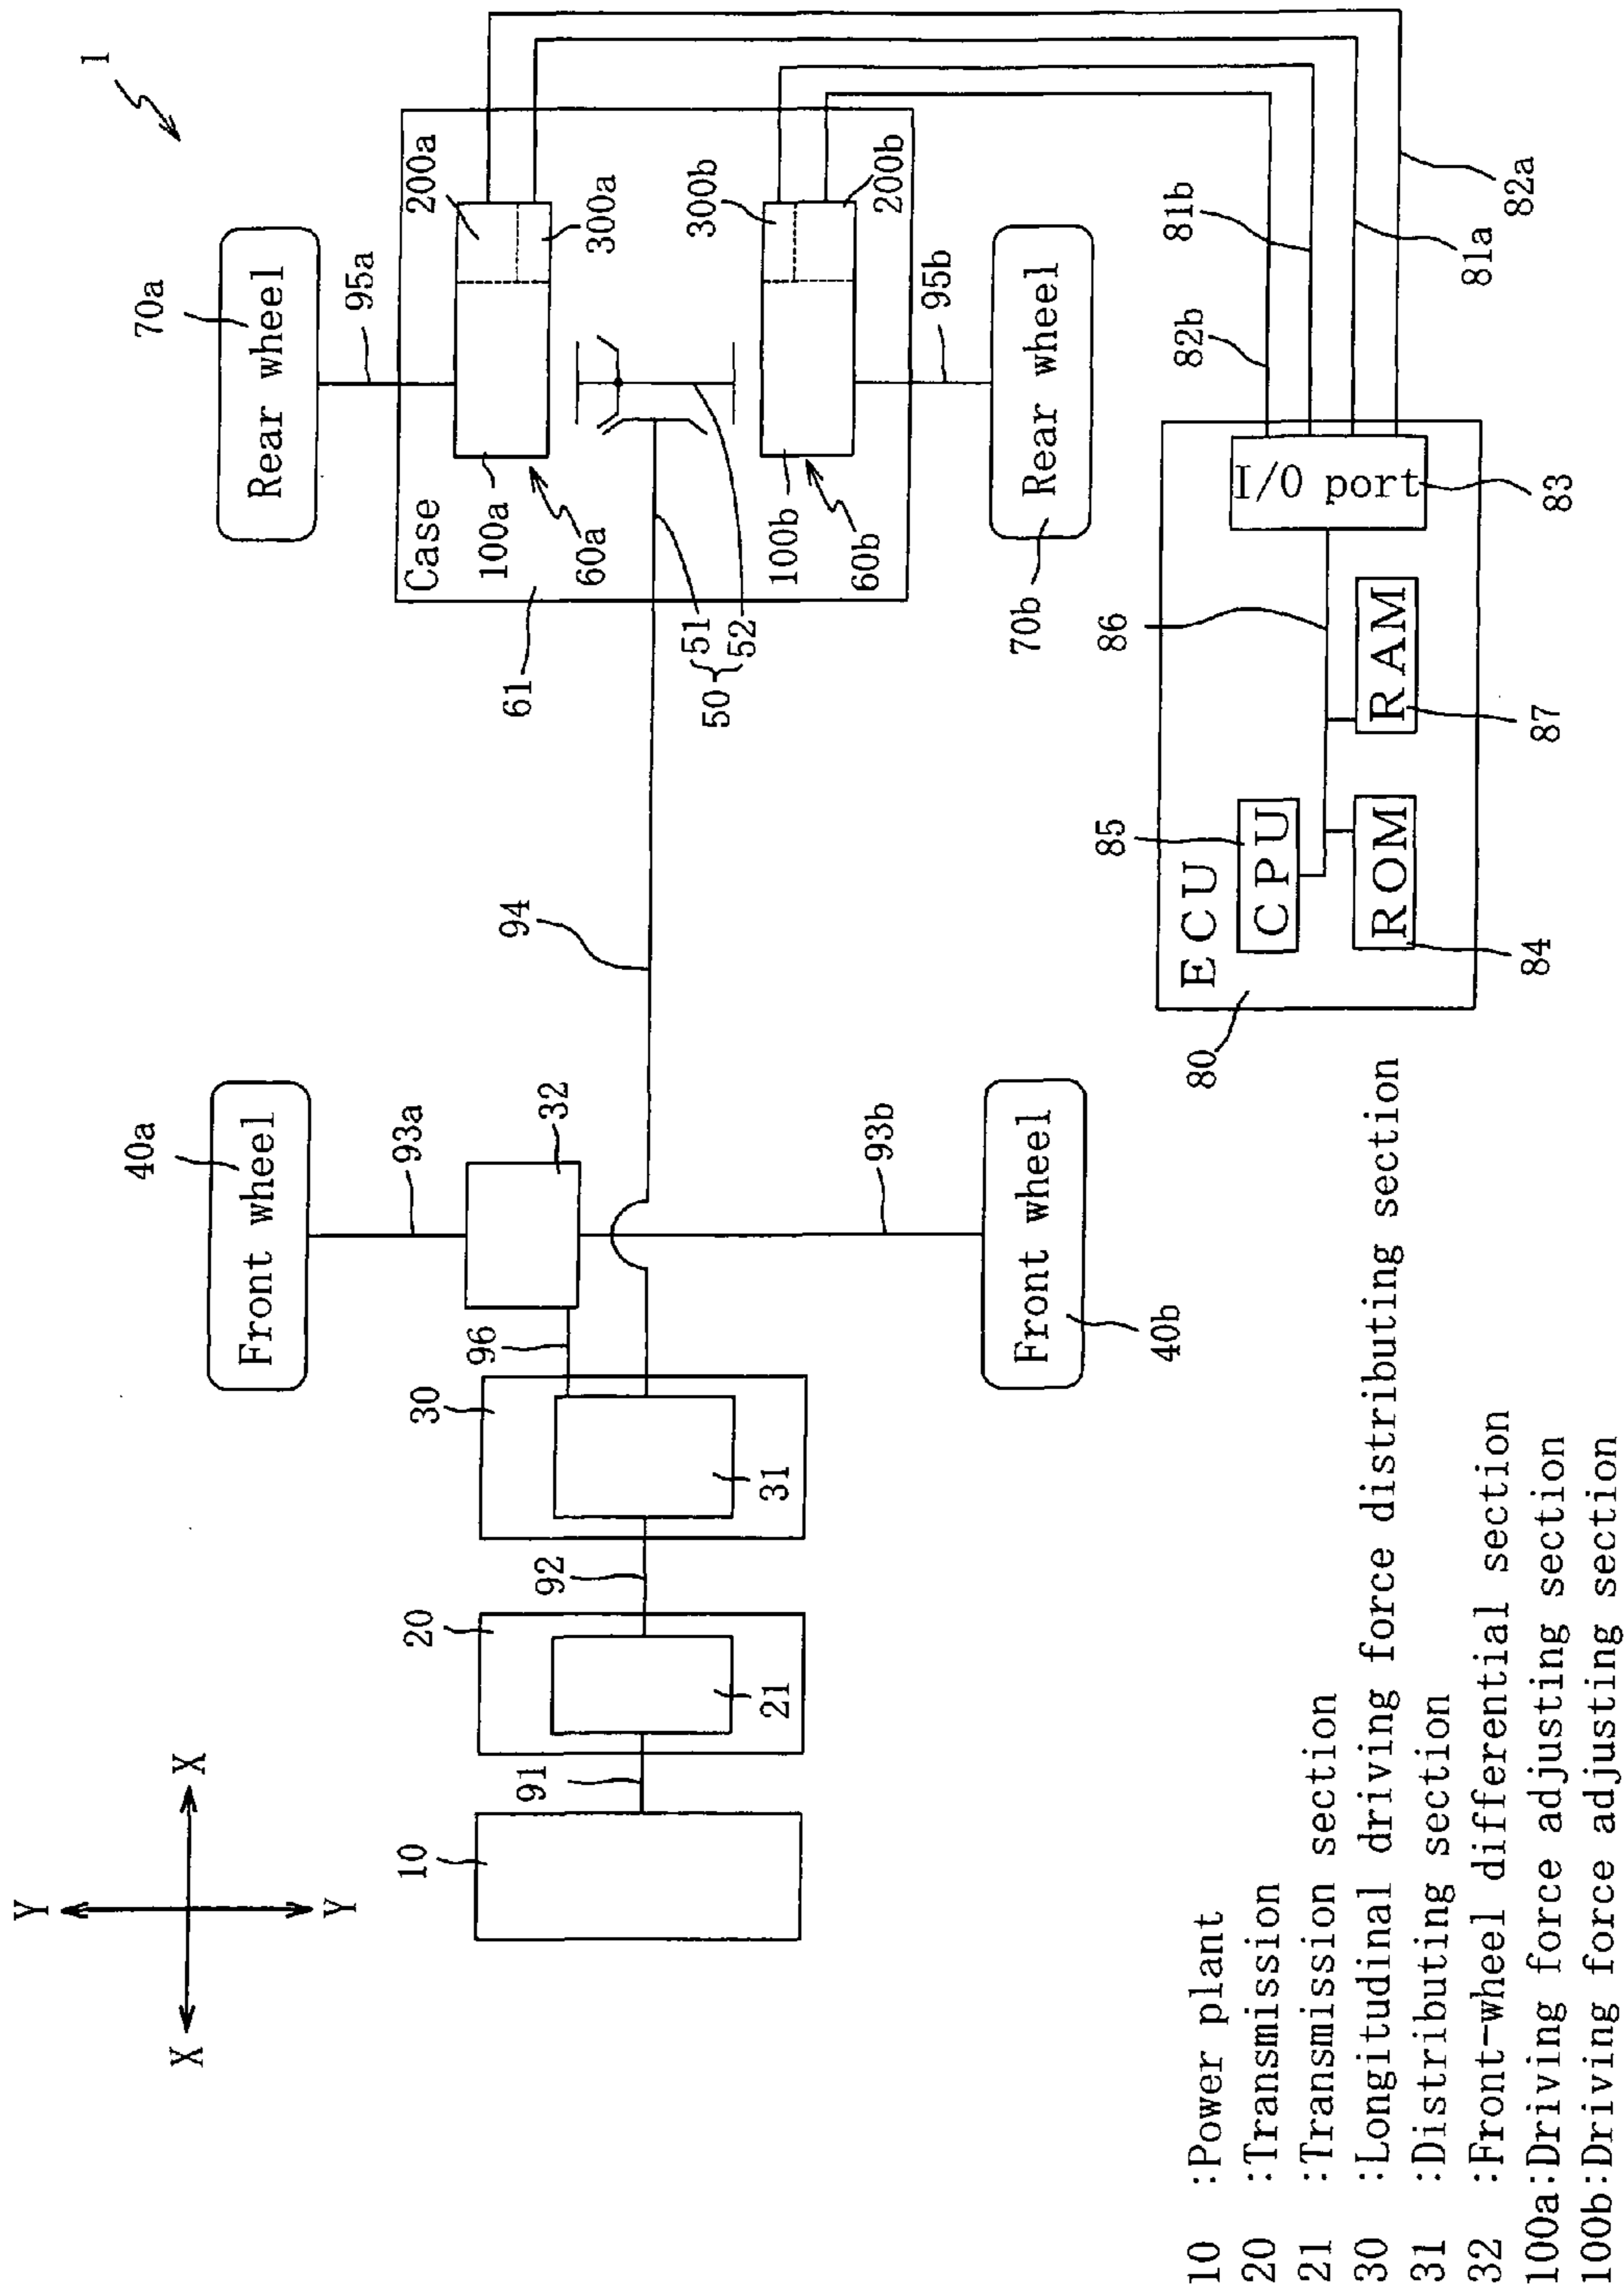 1
Y
X
X
Y
70a
Rear wheel
95a
40a
Front wheel
93a
32
96
30
31
92
20
21
91
10
94
93b
Front wheel
40b
Case
61
200a
300a
100a
60a
51
52
50
300b
200b
100b
60b
95b
Rear wheel
70b
82b
81b
81a
82a
ECU
80
I/O port
83
86
85
CPU
RAM
87
ROM
84
10 :Power plant
20 :Transmission
21 :Transmission section
30 :Longitudinal driving force distributing section
31 :Distributing section
32 :Front-wheel differential section
100a:Driving force adjusting section
100b:Driving force adjusting section